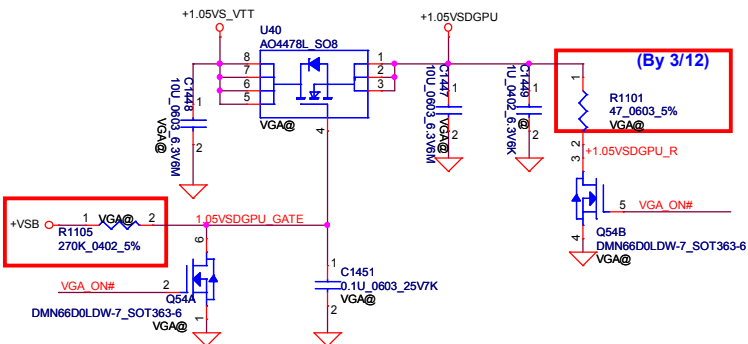 +1.05VS_VTT
+1.05VSDGPU
U40
AO4478L_SO8
(By 3/12)
8
7
6
5
1
2
3
4
VGA@
C1448
10U_0603_6.3V6M
VGA@
1
2
C1447
10U_0603_6.3V6M
VGA@
1
2
C1449
1U_0402_6.3V6K
VGA@
1
2
1
R1101
47_0603_5%
VGA@
2
+1.05VSDGPU_R
3
5
VGA_ON#
4
Q54B
DMN66D0LDW-7_SOT363-6
VGA@
+VSB
1
VGA@
2
R1105
270K_0402_5%
1.05VSDGPU_GATE
6
VGA_ON#
2
Q54A
DMN66D0LDW-7_SOT363-6
VGA@
1
1
C1451
0.1U_0603_25V7K
VGA@
2